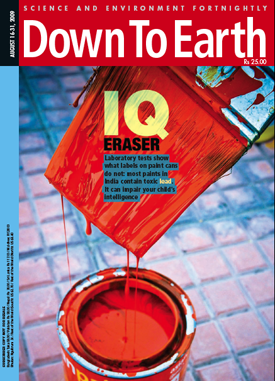 SCIENCE AND ENVIRONMENT FORTNIGHTLY
AUGUST 16-31, 2009
Down To Earth
Rs 25.00
IQ
ERASER
Laboratory tests show
what labels on paint cans
do not: most paints in
India contain toxic lead
It can impair your child's
intelligence